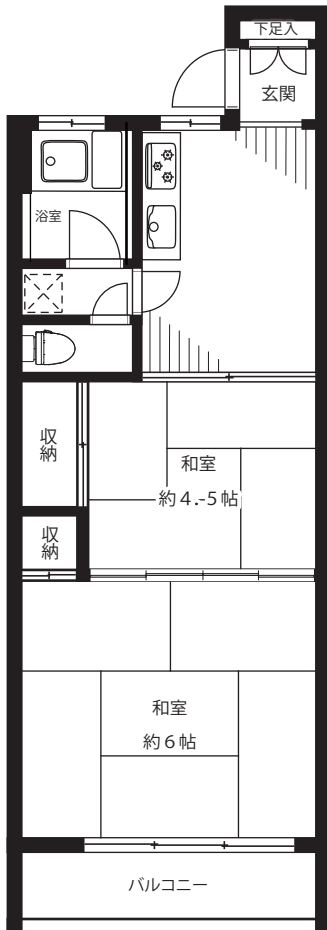 下足入
玄関
浴室
収納
和室
約4.-5帖
収納
和室
約6帖
バルコニー